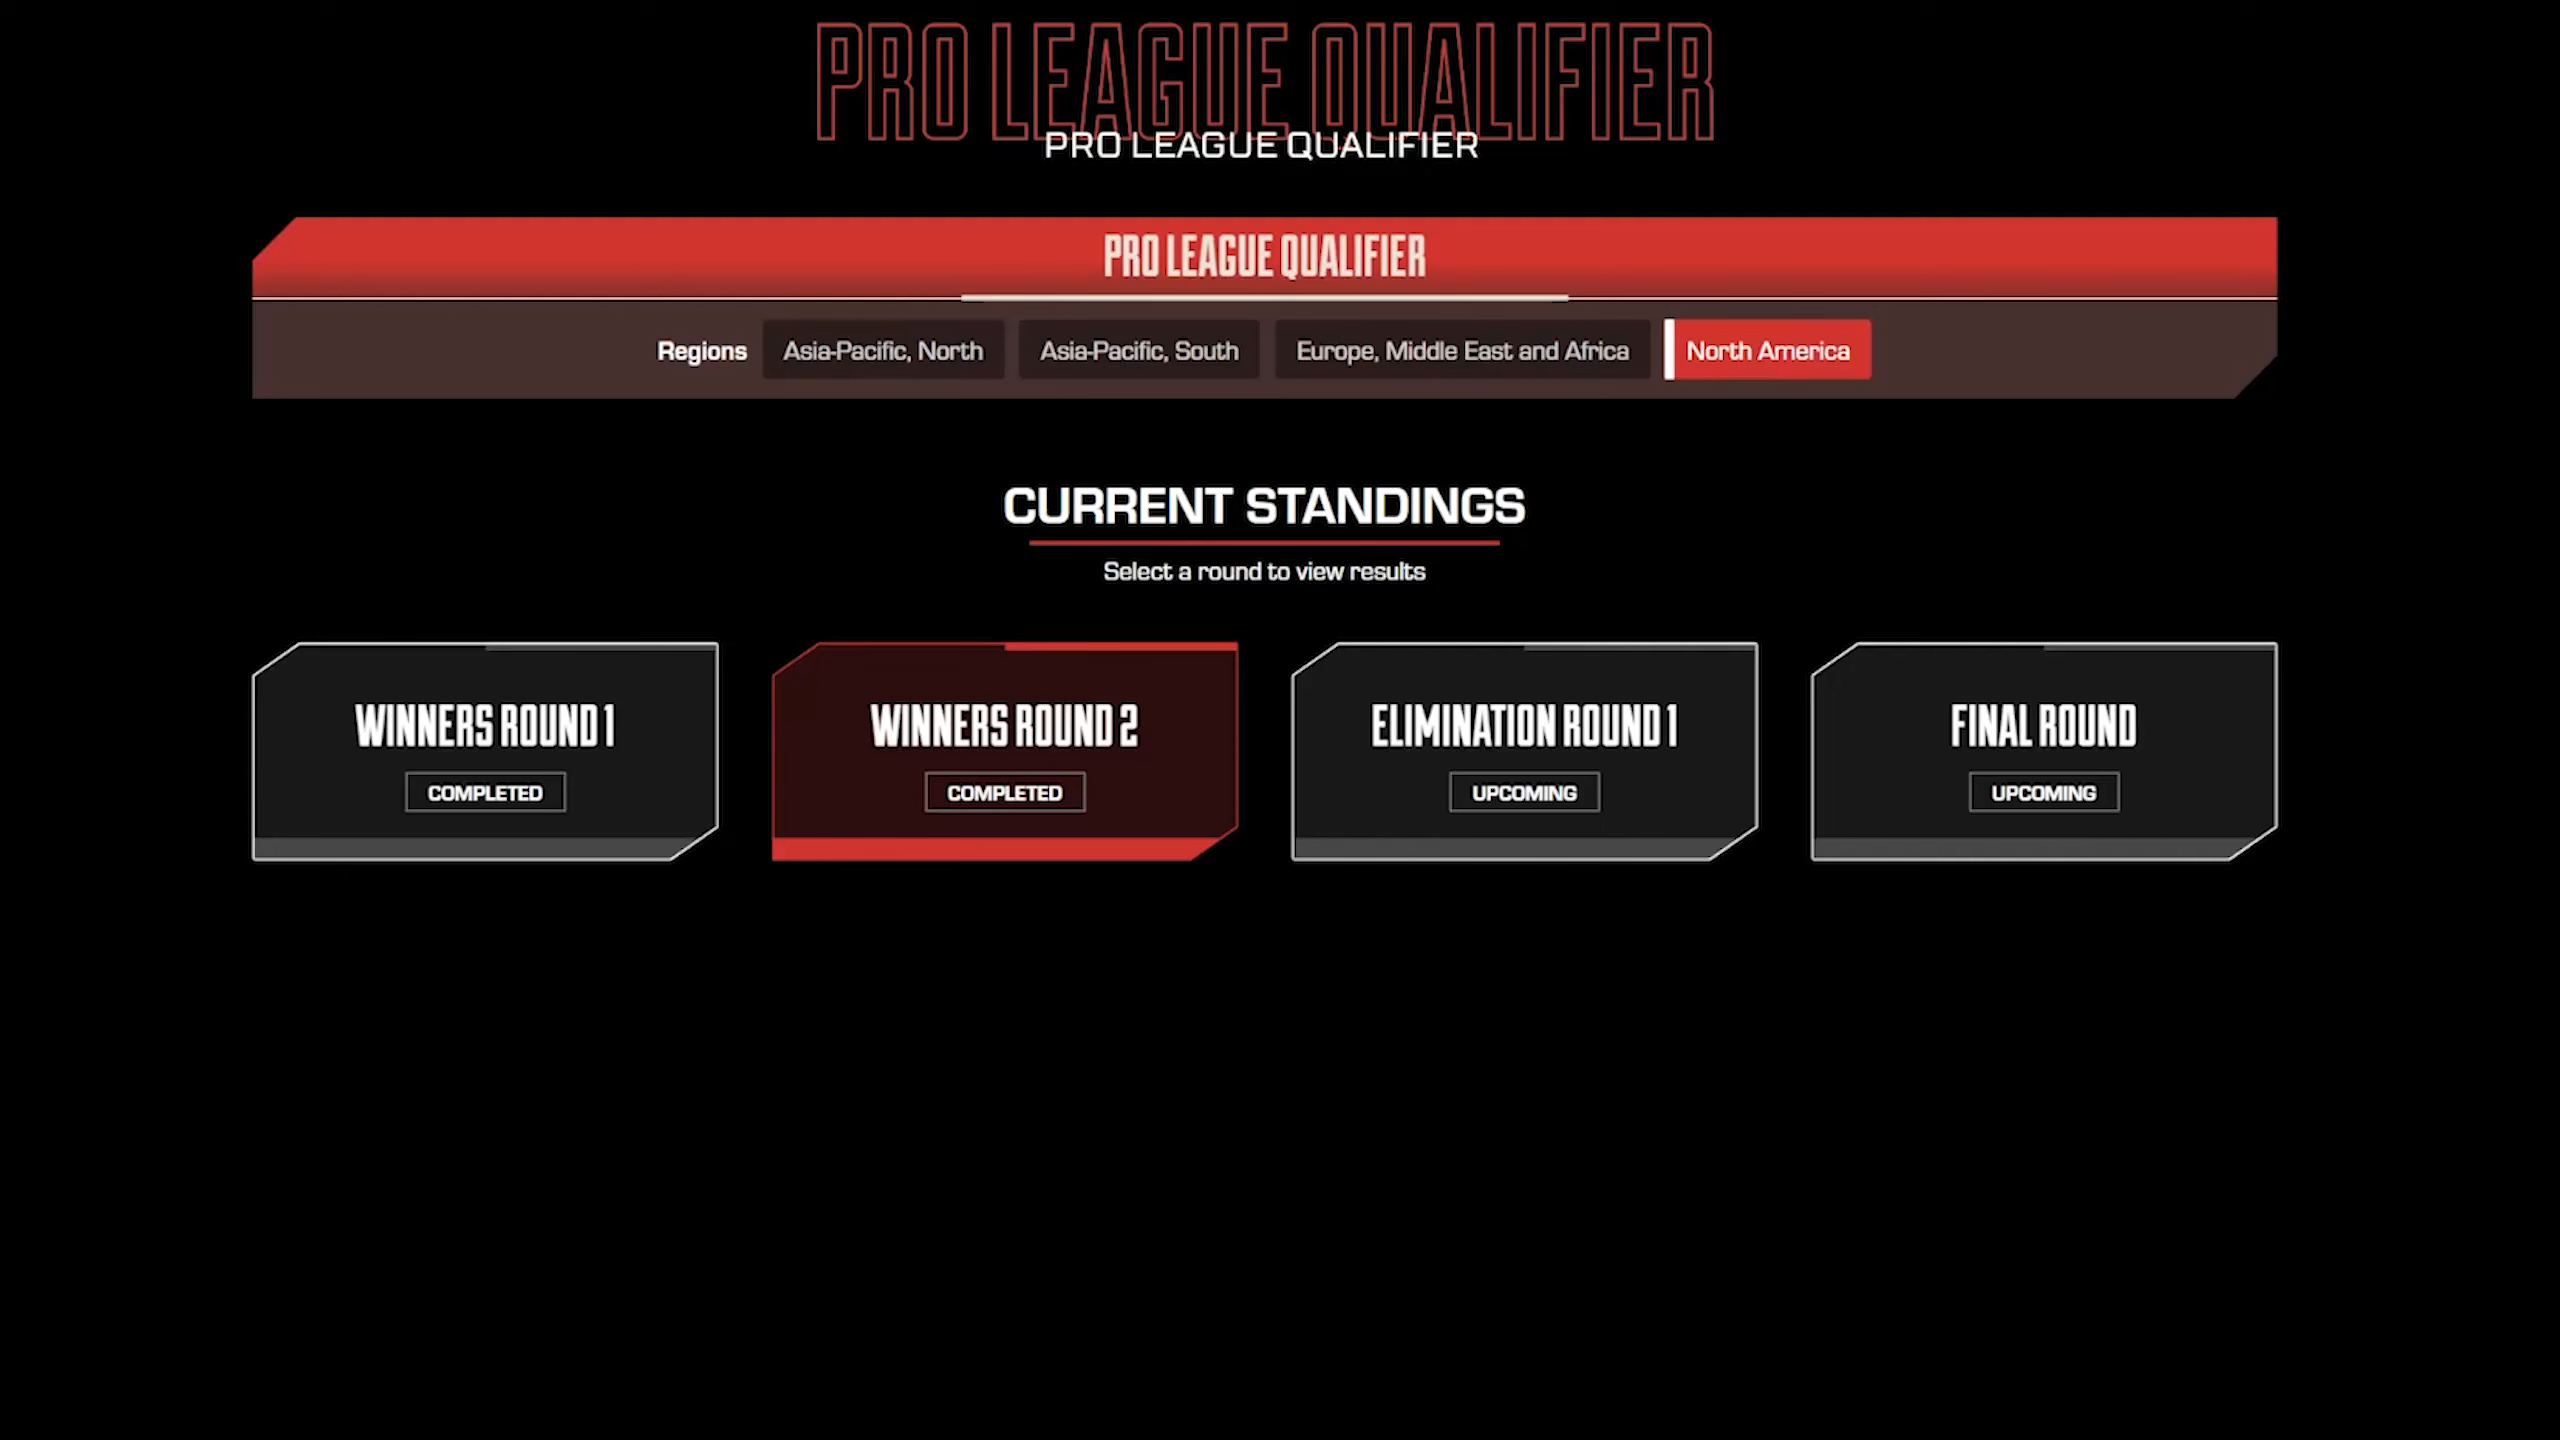 PRO LEAGUE QUALIFIER
PRO LEAGUE QUALIFIER
PRO LEAGUE QUALIFIER
Regions Asia-Pacific, North Asia-Pacific, South Europe, Middle East and Africa North America
CURRENT STANDINGS
Select a round to view results
WINNERS ROUND 1
COMPLETED
WINNERS ROUND 2
COMPLETED
ELIMINATION ROUND 1
UPCOMING
FINAL ROUND
UPCOMING